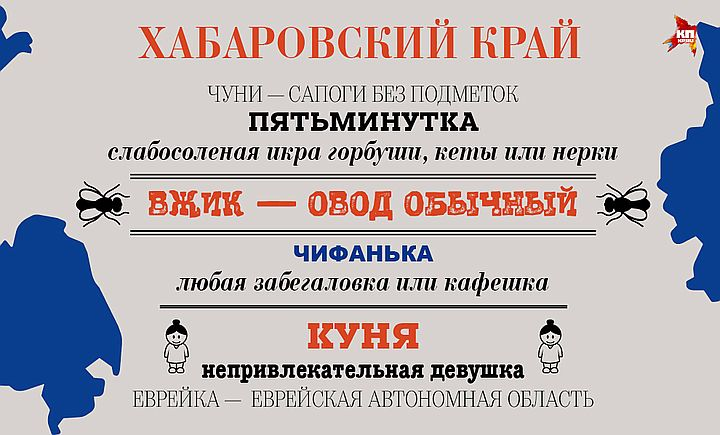 ХАБАРОВСКИЙ КРАЙ
КП
ЧУНИ — САПОГИ БЕЗ ПОДМЕТОК
ПЯТЬМИНУТКА
слабосоленая икра горбуши, кеты или нерки
ВЖИК — ОВОД ОБЫЧНЫЙ
ЧИФАНЬКА
любая забегаловка или кафешка
КУНЯ
непривлекательная девушка
ЕВРЕЙКА — ЕВРЕЙСКАЯ АВТОНОМНАЯ ОБЛАСТЬ